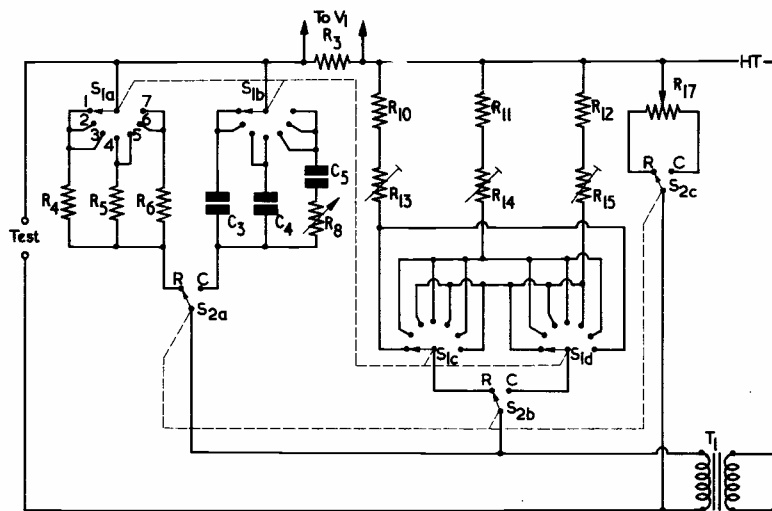 To V1
R3
HT
S1a
S1b
1
2
3
4
5
6
7
R10
R11
R12
R17
R4
R5
R6
C3
C4
C5
R8
R13
R14
R15
R C
S2c
Test
R C
S2a
S1c
S1d
R C
S2b
T1